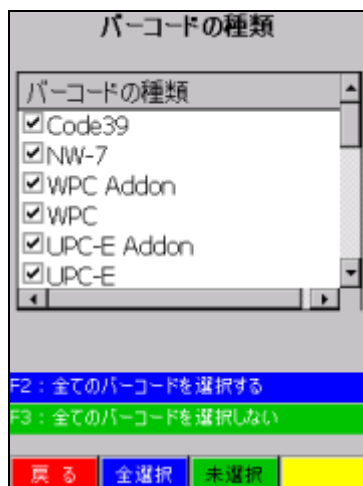 バーコードの種類
バーコードの種類
Code39
NW-7
WPC Addon
WPC
UPC-E Addon
UPC-E
F2：全てのバーコードを選択する
F3：全てのバーコードを選択しない
戻る 全選択 未選択